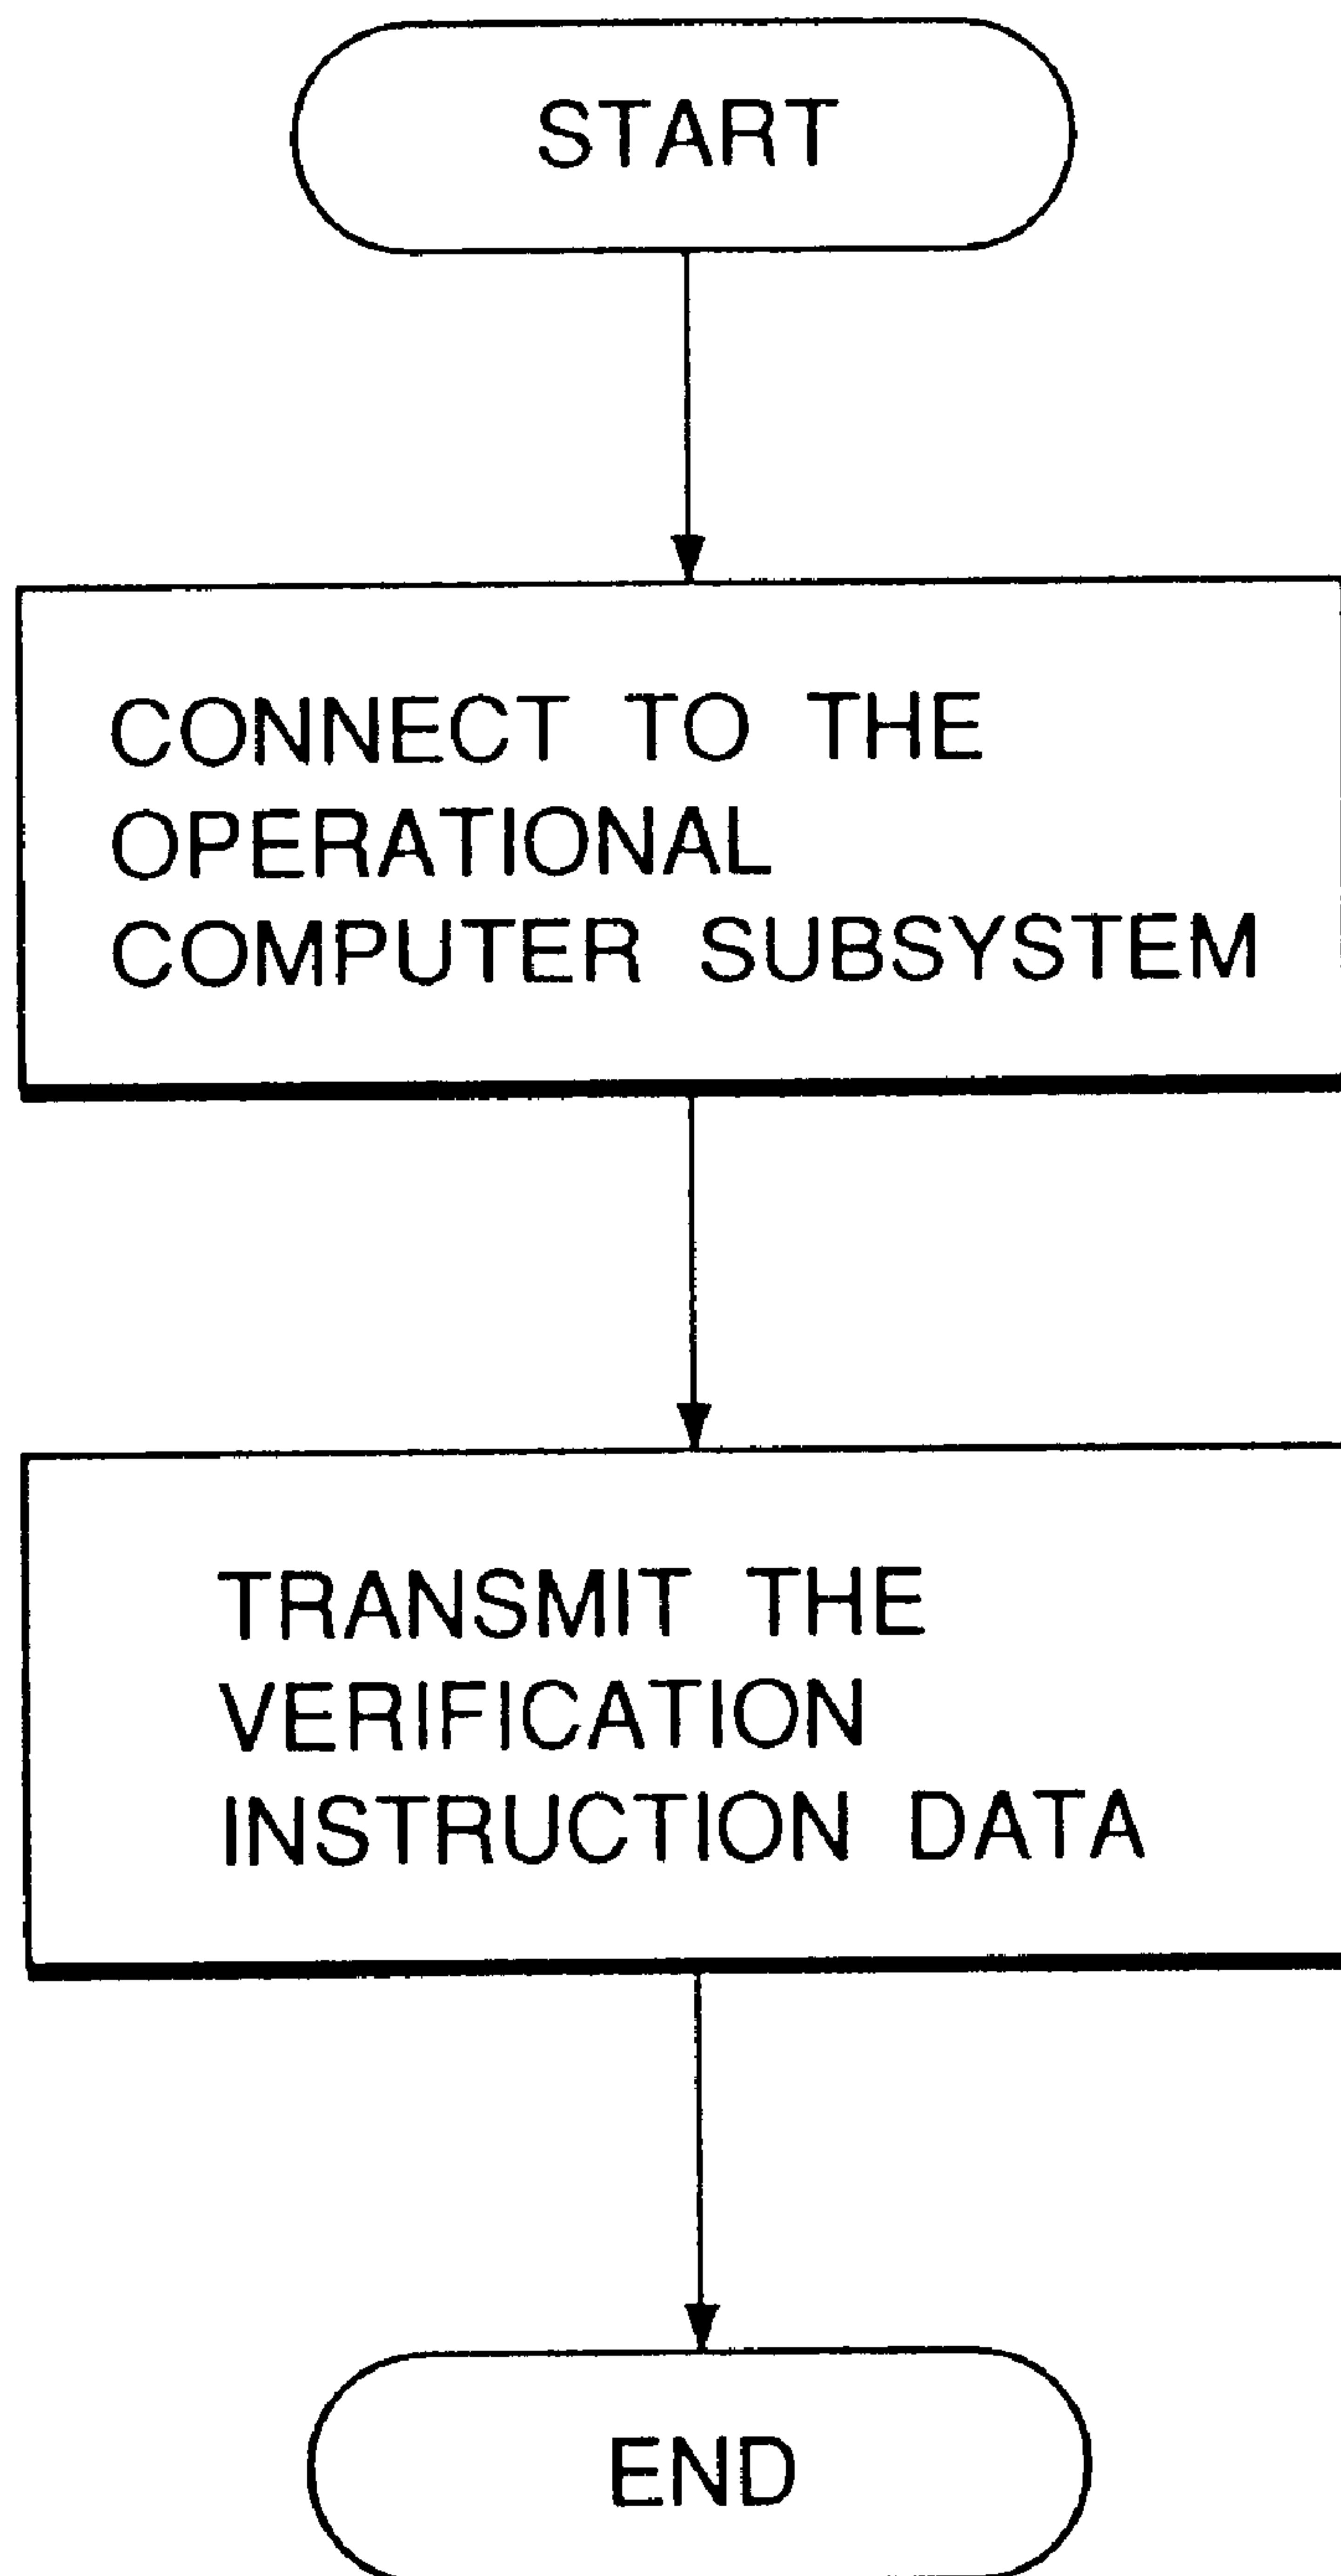 START
CONNECT TO THE
OPERATIONAL
COMPUTER SUBSYSTEM
TRANSMIT THE
VERIFICATION
INSTRUCTION DATA
END